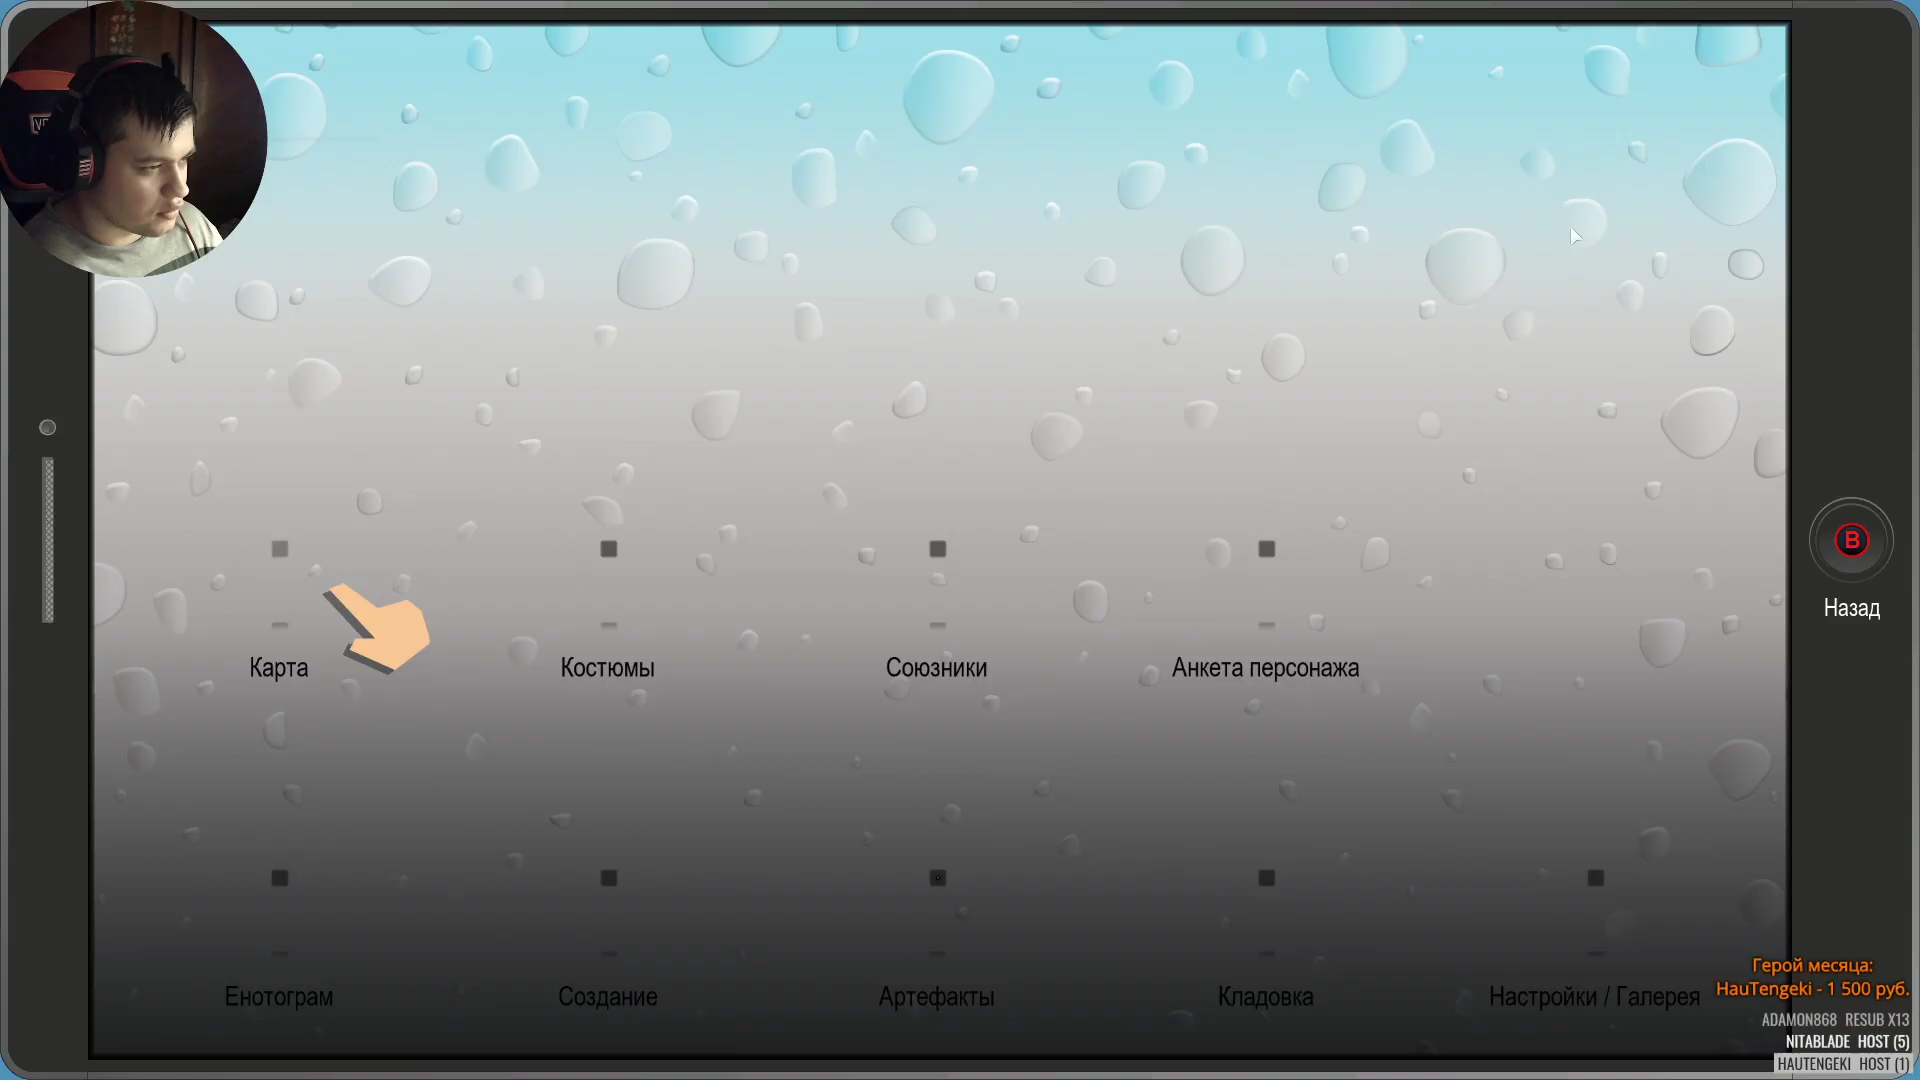 B
Назад
Карта
Костюмы
Союзники
Анкета персонажа
Енотограм
Создание
Артефакты
Кладовка
Настройки / Галерея
Герой месяца:
HauTengeki - 1 500 руб.
ADAMON868 RESUB X13
NITABLADE HOST (5)
HAUTENGEKI HOST (1)